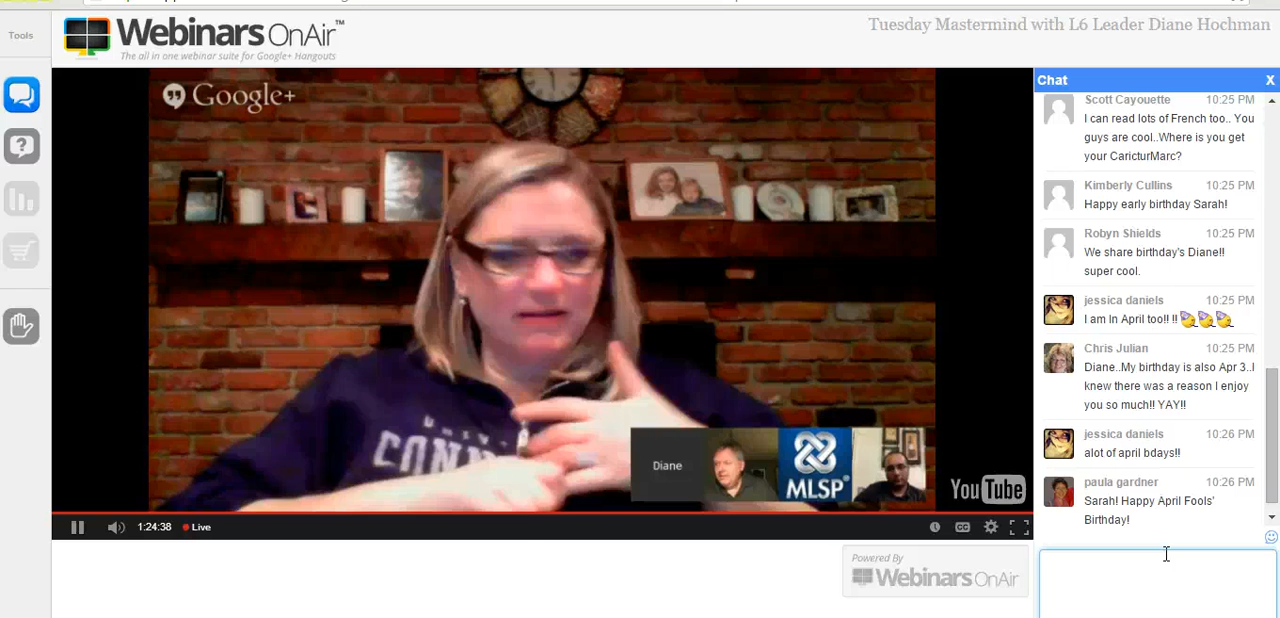 Tools
Webinars OnAir™
The all in one webinar suite for Google+ Hangouts
Tuesday Mastermind with L6 Leader Diane Hochman
Google+
CONN
Diane
MLSP®
YouTube
1:24:38
Live
CC
Powered By
Webinars OnAir
Chat
X
Scott Cayouette 10:25 PM
I can read lots of French too.. You
guys are cool..Where is you get
your CaricturMarc?
Kimberly Cullins 10:25 PM
Happy early birthday Sarah!
Robyn Shields 10:25 PM
We share birthday's Diane!!
super cool.
jessica daniels 10:25 PM
I am In April too!! !!
Chris Julian 10:25 PM
Diane..My birthday is also Apr 3..I
knew there was a reason I enjoy
you so much!! YAY!!
jessica daniels 10:26 PM
alot of april bdays!!
paula gardner 10:26 PM
Sarah! Happy April Fools'
Birthday!